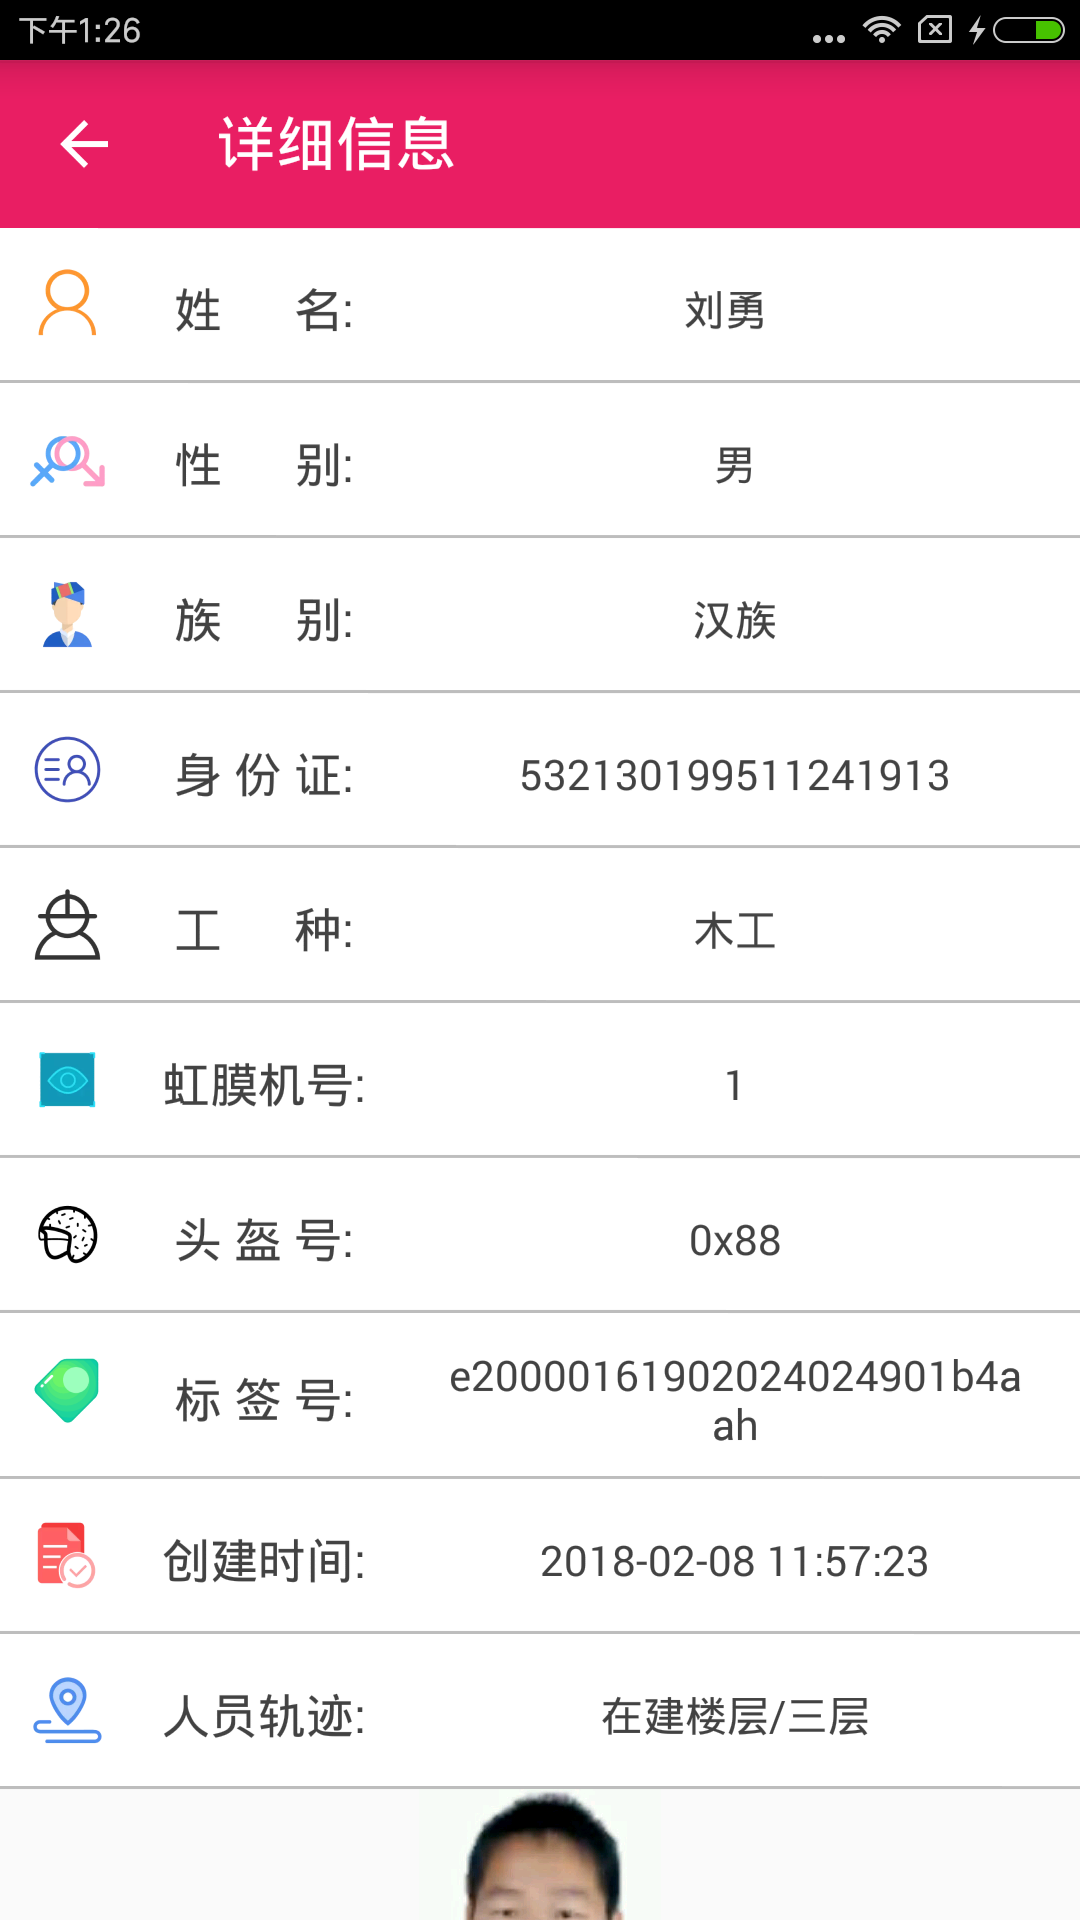 下午1:26
详细信息
姓 名: 刘勇
性 别: 男
族 别: 汉族
身 份 证: 532130199511241913
工 种: 木工
虹膜机号: 1
头 盔 号: 0x88
标 签 号: e200001619020240249​01b4a
ah
创建时间: 2018-02-08 11:57:23
人员轨迹: 在建楼层/三层